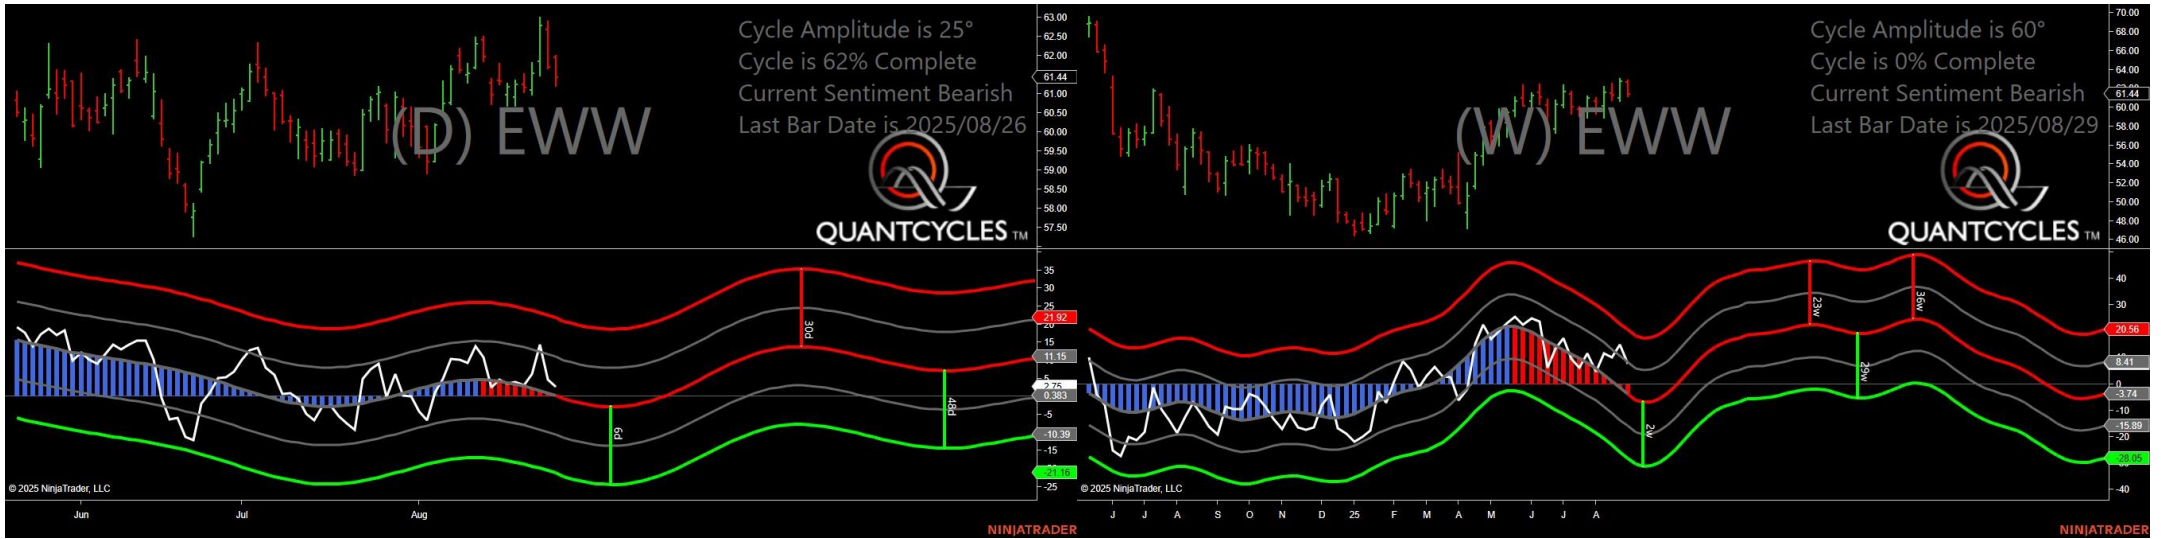 Cycle Amplitude is 25°
Cycle is 62% Complete
Current Sentiment Bearish
Last Bar Date is 2025/08/26
(D) EWW
QUANTCYCLES TM
63.00
62.50
62.00
61.44
61.00
60.50
60.00
59.50
59.00
58.50
58.00
57.50
35
30
25
21.92
20
15
11.15
5
2.75
0.383
-5
-10.39
-15
-21.16
-25
6d
30d
48d
© 2025 NinjaTrader, LLC
Jun Jul Aug
NINJATRADER
Cycle Amplitude is 60°
Cycle is 0% Complete
Current Sentiment Bearish
Last Bar Date is 2025/08/29
(W) EWW
QUANTCYCLES TM
70.00
68.00
66.00
64.00
61.44
60.00
58.00
56.00
54.00
52.00
50.00
48.00
46.00
40
30
20.56
8.41
0
-3.74
-10
-15.89
-20
-28.05
-40
2w
23w
29w
36w
© 2025 NinjaTrader, LLC
J J A S O N D 25 F M A M J J A
NINJATRADER